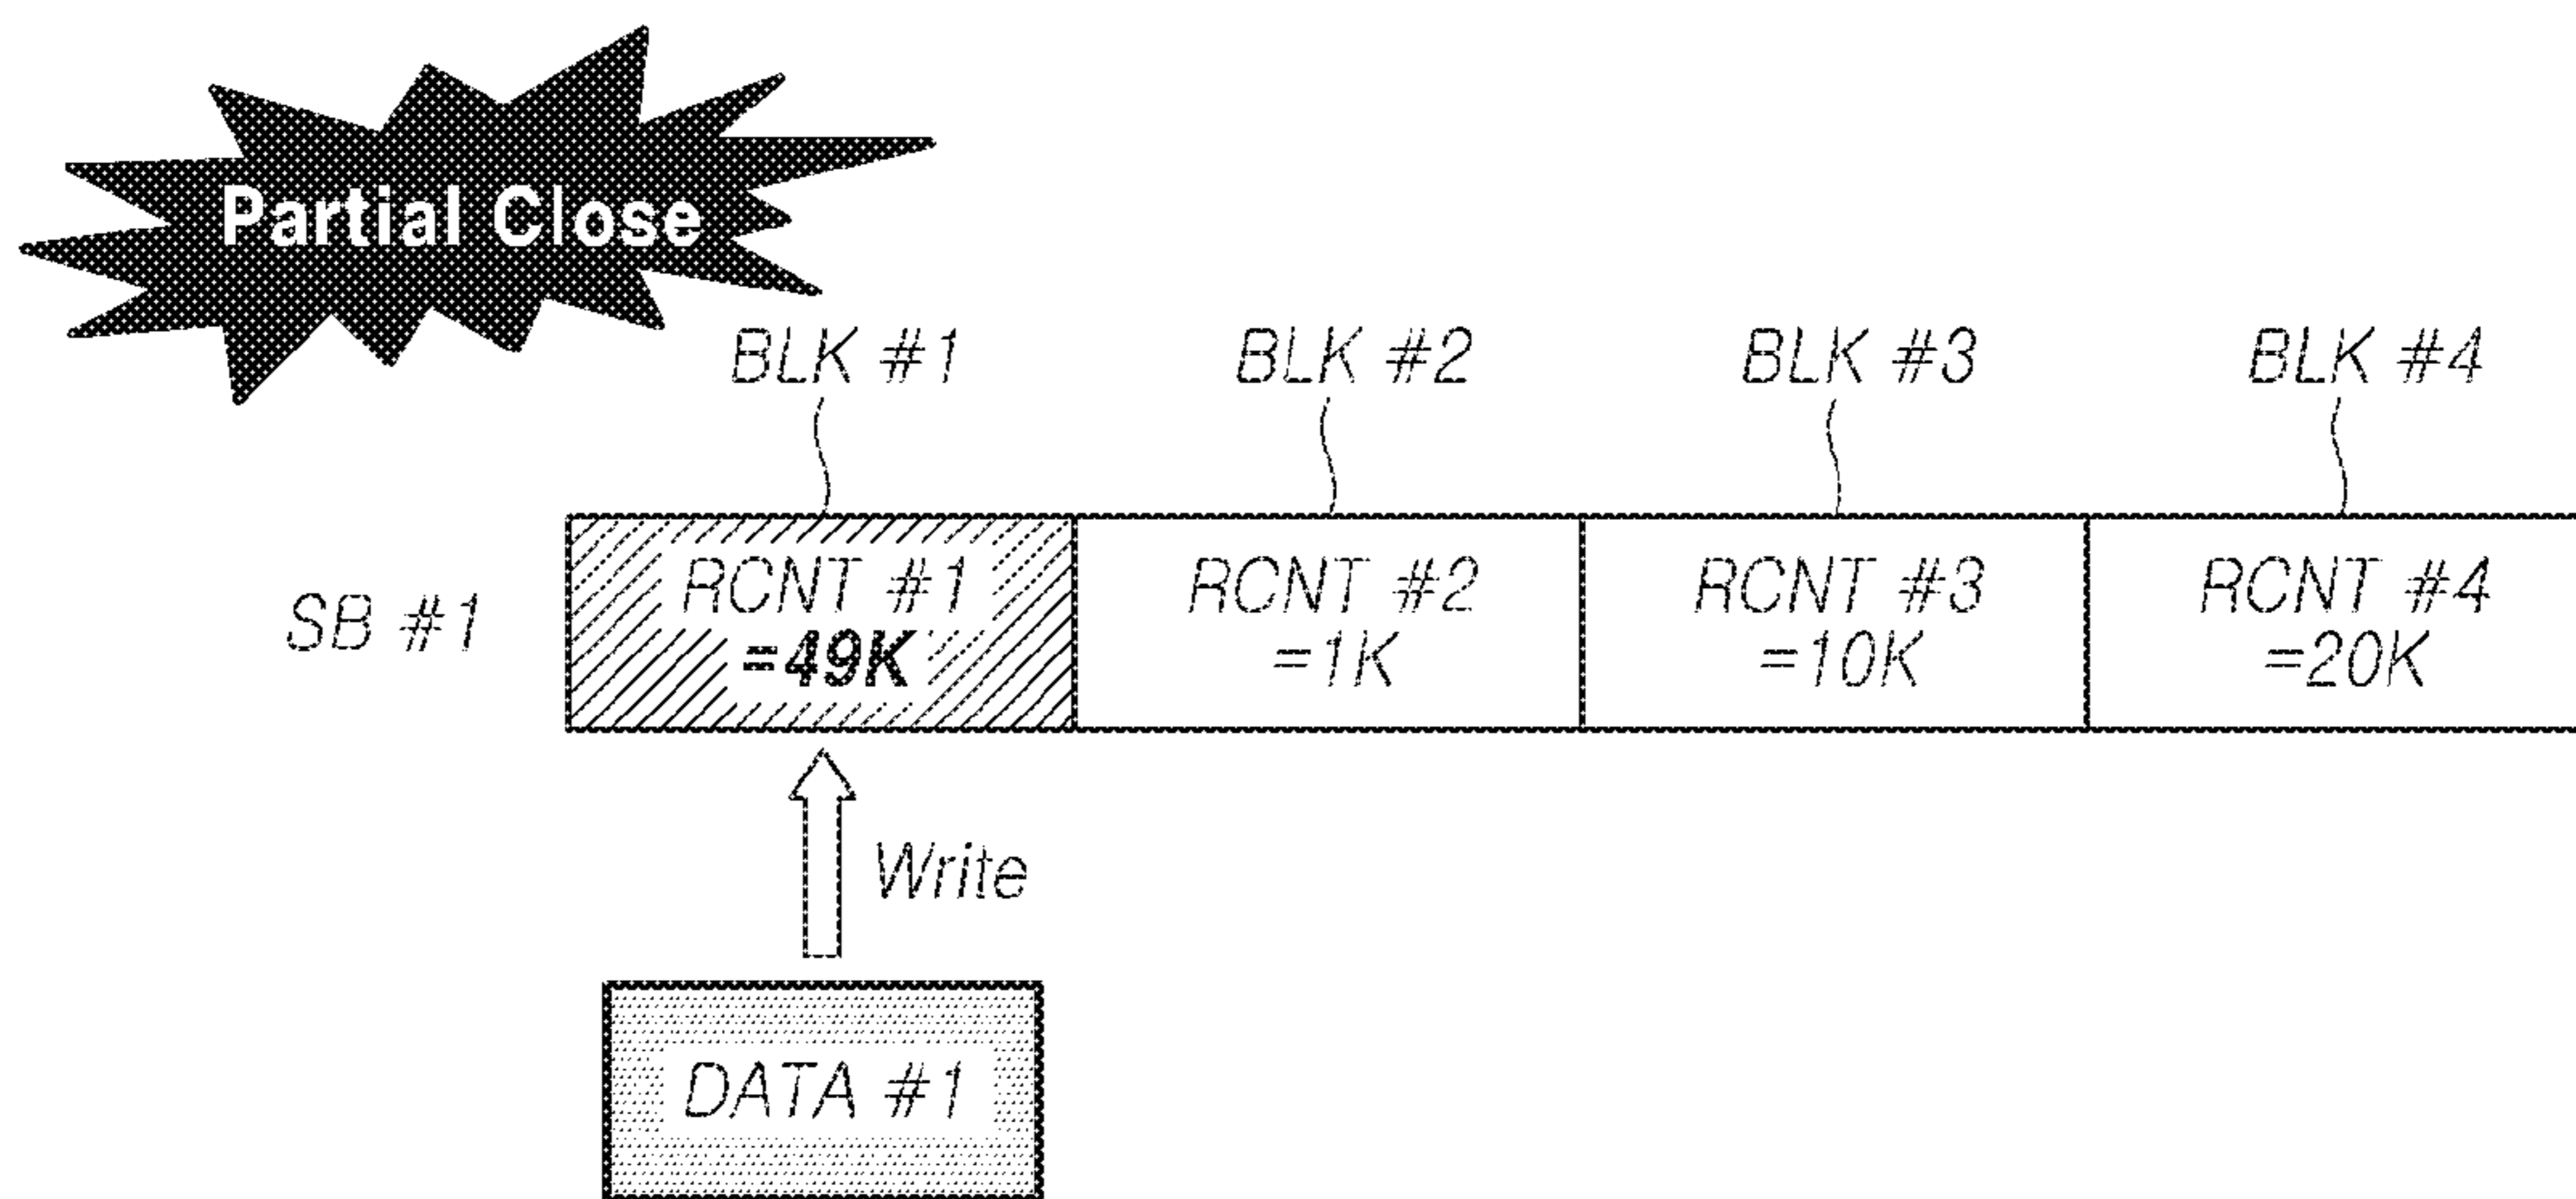 Partial Close
BLK #1 BLK #2 BLK #3 BLK #4
SB #1
RCNT #1 RCNT #2 RCNT #3 RCNT #4
=49K =1K =10K =20K
Write
DATA #1